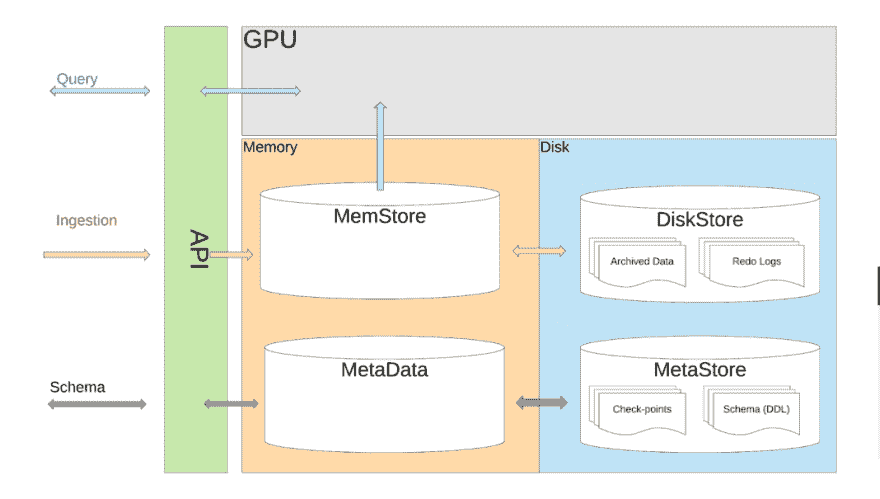 GPU
Query
Memory
Disk
MemStore
DiskStore
Ingestion
API
Archived Data
Redo Logs
MetaData
MetaStore
Schema
Check-points
Schema (DDL)